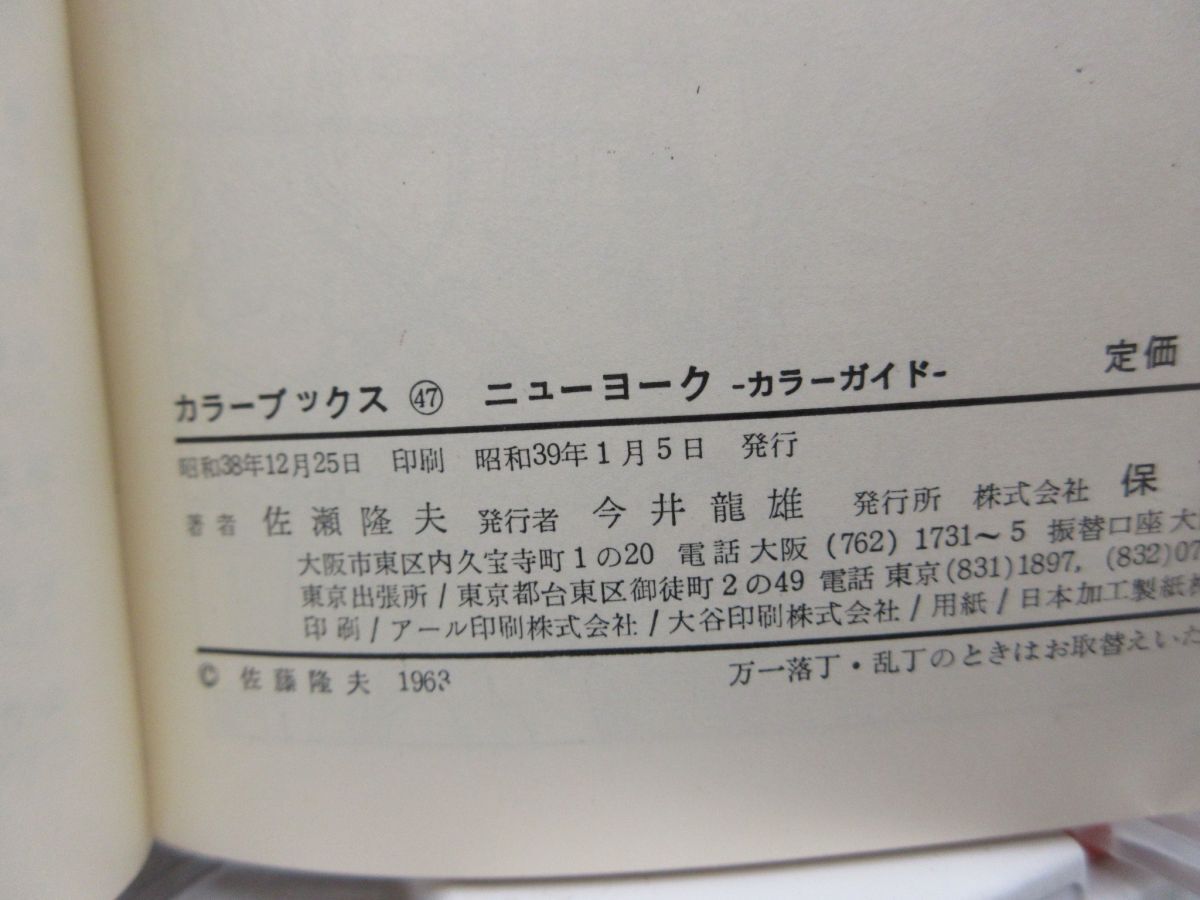 カラーブックス ㊼ ニューヨーク -カラーガイド- 定価
昭和38年12月25日 印刷 昭和39年1月5日 発行
著者 佐瀬隆夫 発行者 今井龍雄 発行所 株式会社 保
大阪市東区内久宝寺町1の20 電話 大阪 (762) 1731〜5 振替口座大
東京出張所/東京都台東区御徒町2の49 電話 東京(831)1897, (832)07
印刷/アール印刷株式会社/大谷印刷株式会社/用紙/日本加工製紙
© 佐藤隆夫 1963 万一落丁・乱丁のときはお取替えいた